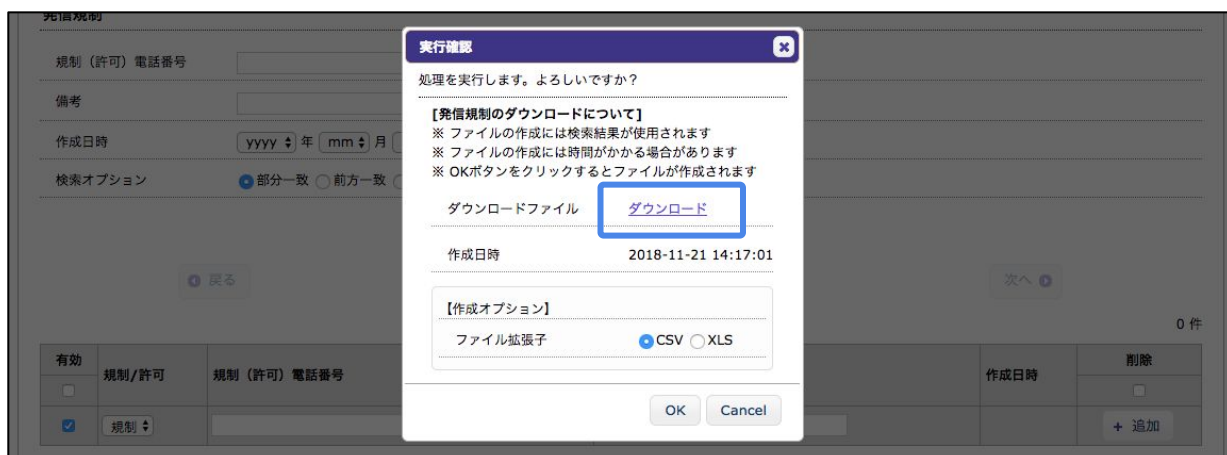 発信規制
実行確認
規制（許可）電話番号
処理を実行します。よろしいですか？
備考
[発信規制のダウンロードについて]
※ ファイルの作成には検索結果が使用されます
作成日時 yyyy 年 mm 月
※ ファイルの作成には時間がかかる場合があります
※ OKボタンをクリックするとファイルが作成されます
検索オプション 部分一致 前方一致
ダウンロードファイル ダウンロード
作成日時 2018-11-21 14:17:01
戻る
次へ
【作成オプション】
ファイル拡張子 CSV XLS
0 件
有効 規制/許可 規制（許可）電話番号 作成日時 削除
OK Cancel
規制 + 追加